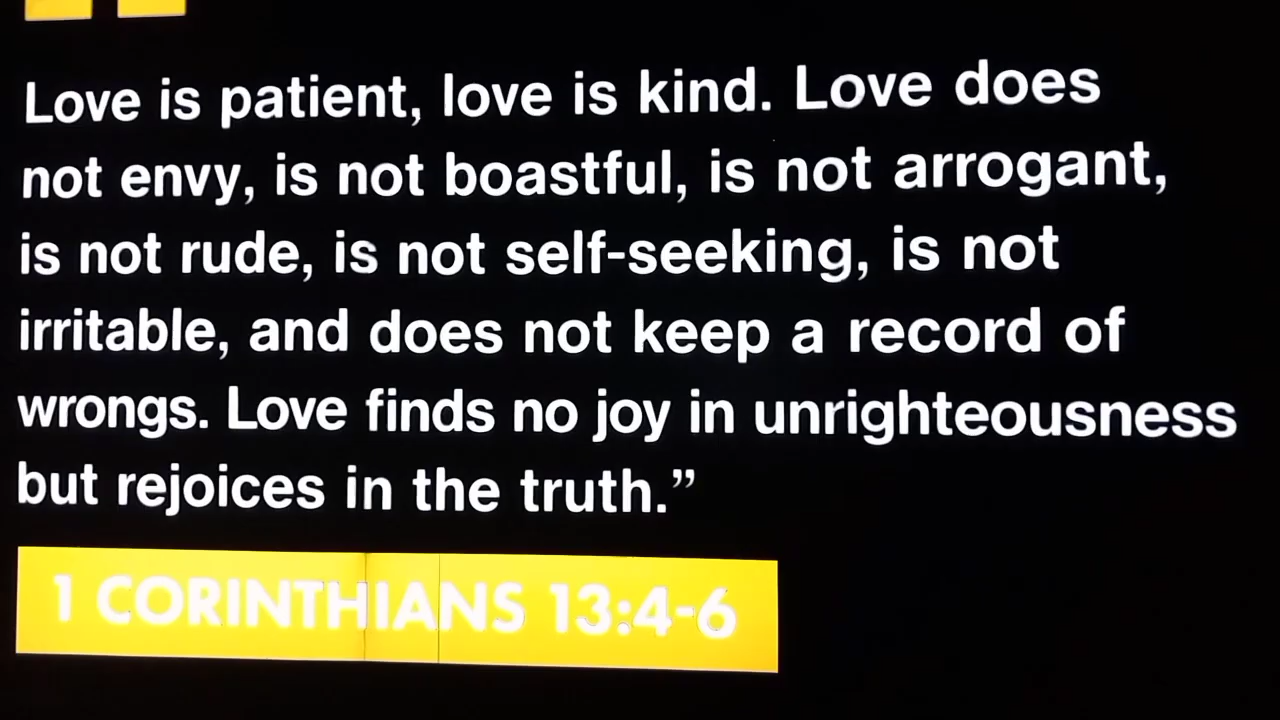 Love is patient, love is kind. Love does
not envy, is not boastful, is not arrogant,
is not rude, is not self-seeking, is not
irritable, and does not keep a record of
wrongs. Love finds no joy in unrighteousness
but rejoices in the truth.”
1 CORINTHIANS 13:4-6